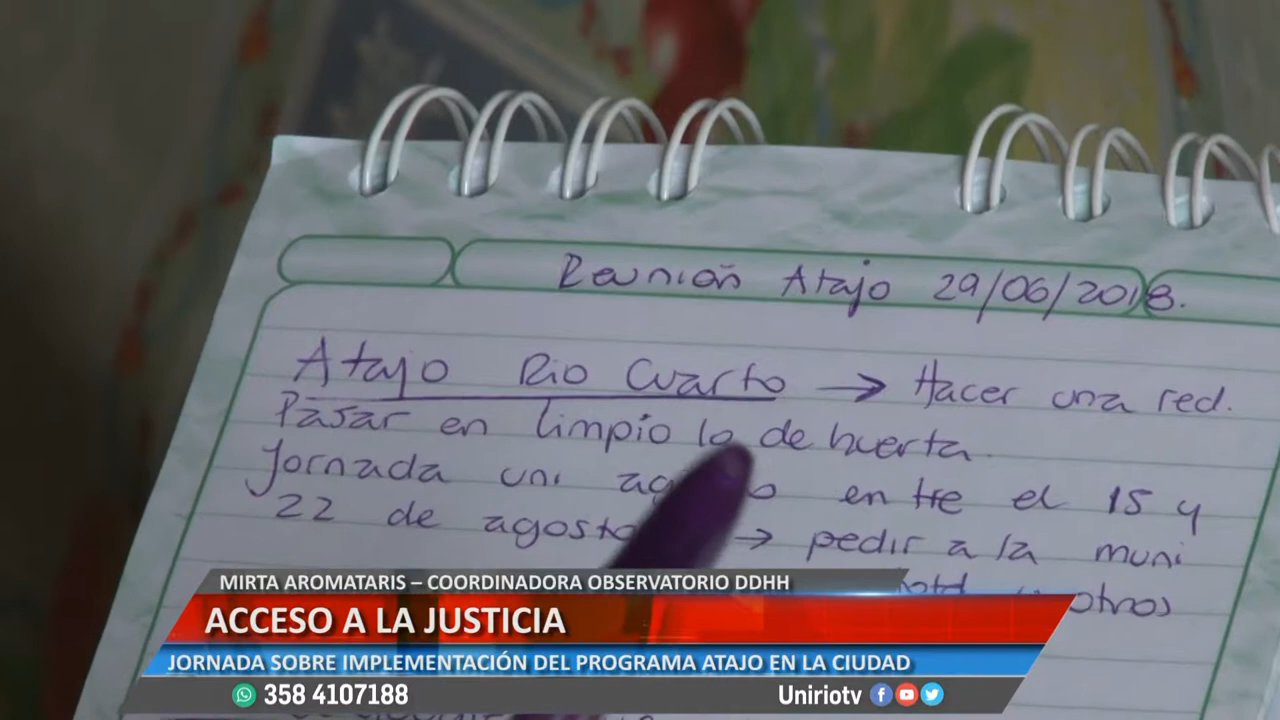 Reunión Atajo 29/06/2018.
Atajo Rio Cuarto → Hacer una red.
Pasar en limpio lo de huerta
Jornada uni agosto entre el 15 y
22 de agosto → pedir a la muni
otros
MIRTA AROMATARIS – COORDINADORA OBSERVATORIO DDHH
ACCESO A LA JUSTICIA
JORNADA SOBRE IMPLEMENTACIÓN DEL PROGRAMA ATAJO EN LA CIUDAD
358 4107188 Uniriotv